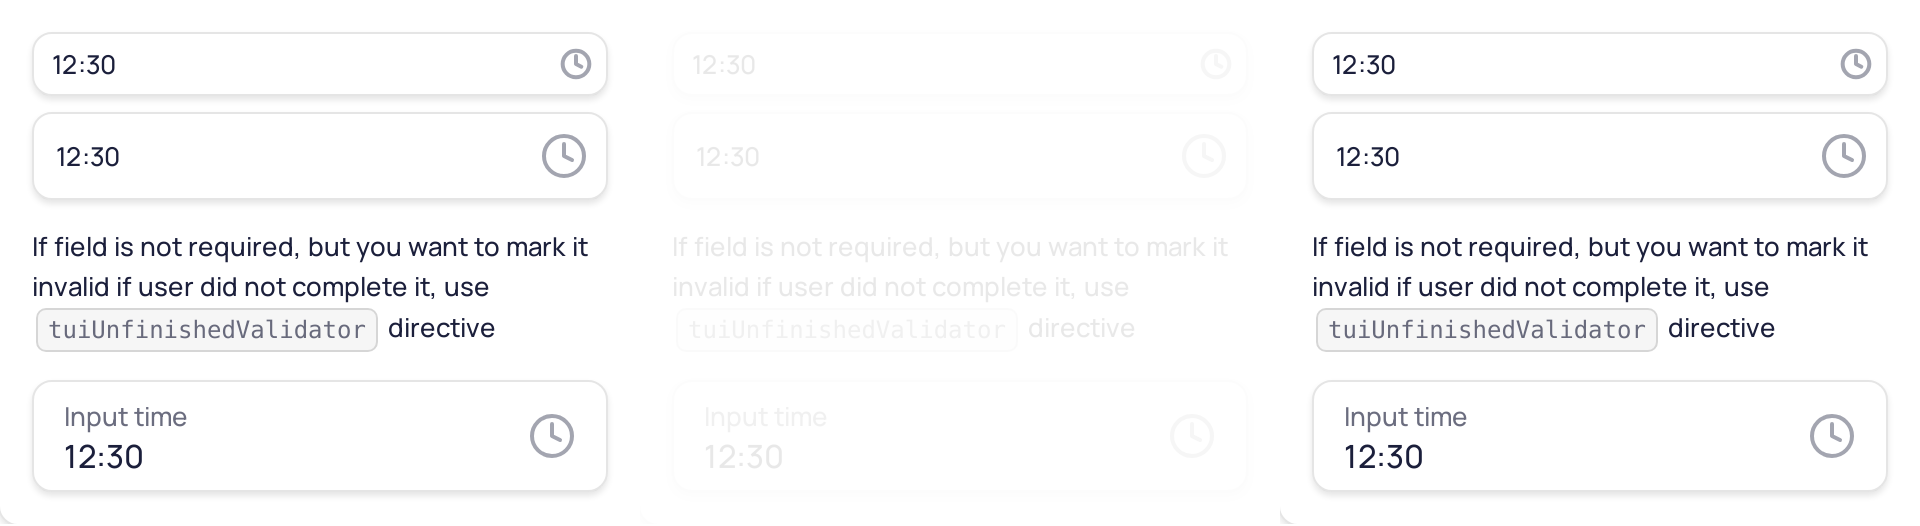 12:30
12:30
If field is not required, but you want to mark it
invalid if user did not complete it, use
tuiUnfinishedValidator directive
Input time
12:30
12:30
12:30
If field is not required, but you want to mark it
invalid if user did not complete it, use
tuiUnfinishedValidator directive
Input time
12:30
12:30
12:30
If field is not required, but you want to mark it
invalid if user did not complete it, use
tuiUnfinishedValidator directive
Input time
12:30